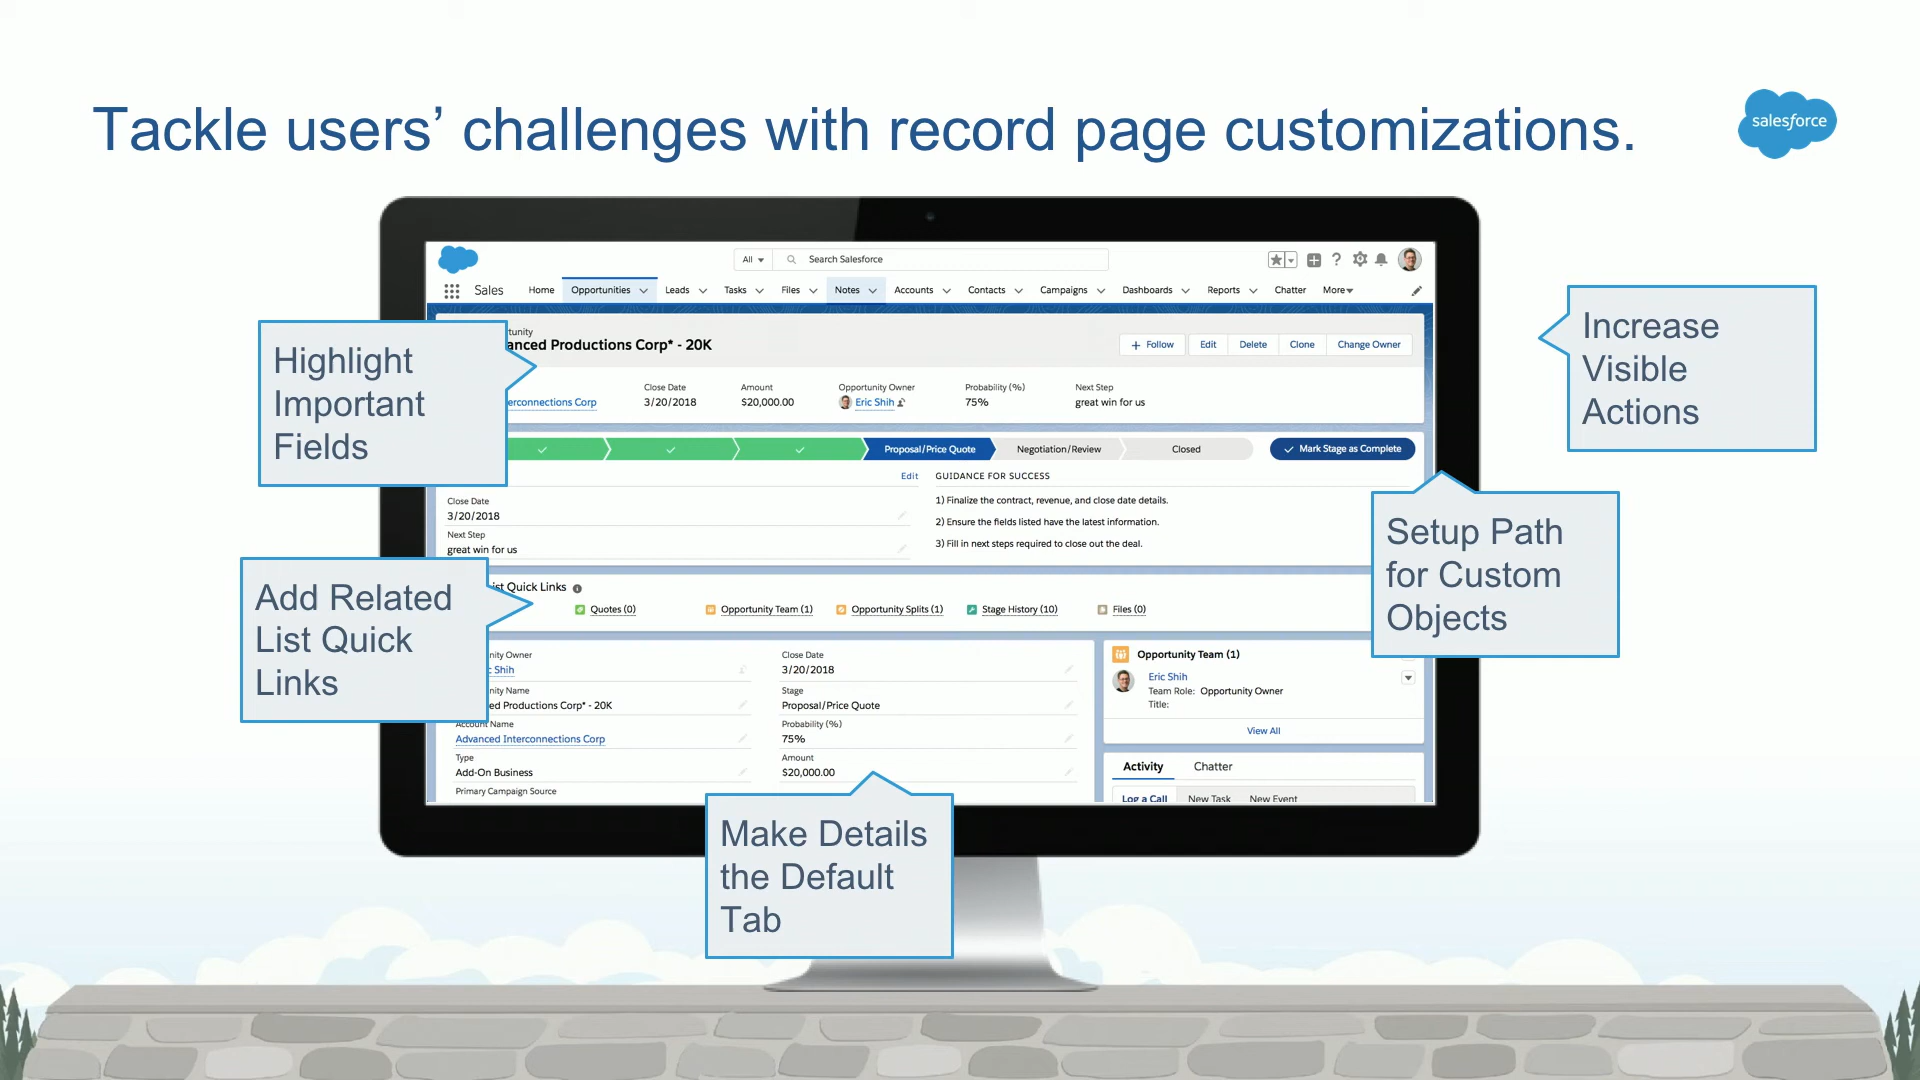 Tackle users’ challenges with record page customizations.
salesforce
All
Search Salesforce
Sales Home Opportunities Leads Tasks Files Notes Accounts Contacts Campaigns Dashboards Reports Chatter More
Highlight
Important
Fields
Increase
Visible
Actions
Productions Corp* - 20K
Follow Edit Delete Clone Change Owner
Close Date Amount Opportunity Owner Probability (%) Next Step
Corp 3/20/2018 $20,000.00 Eric Shih 75% great win for us
Proposal/Price Quote Negotiation/Review Closed Mark Stage as Complete
Edit GUIDANCE FOR SUCCESS
Close Date
3/20/2018
Next Step
great win for us
1) Finalize the contract, revenue, and close date details.
2) Ensure the fields listed have the latest information.
3) Fill in next steps required to close out the deal.
Setup Path
for Custom
Objects
Add Related
List Quick
Links
Quick Links
Quotes (0) Opportunity Team (1) Opportunity Splits (1) Stage History (10) Files (0)
Owner
Shih
Name
Productions Corp* - 20K
Account Name
Advanced Interconnections Corp
Type
Add-On Business
Primary Campaign Source
Close Date
3/20/2018
Stage
Proposal/Price Quote
Probability (%)
75%
Amount
$20,000.00
Opportunity Team (1)
Eric Shih
Team Role: Opportunity Owner
Title:
View All
Activity Chatter
Log a Call New Task New Event
Make Details
the Default
Tab